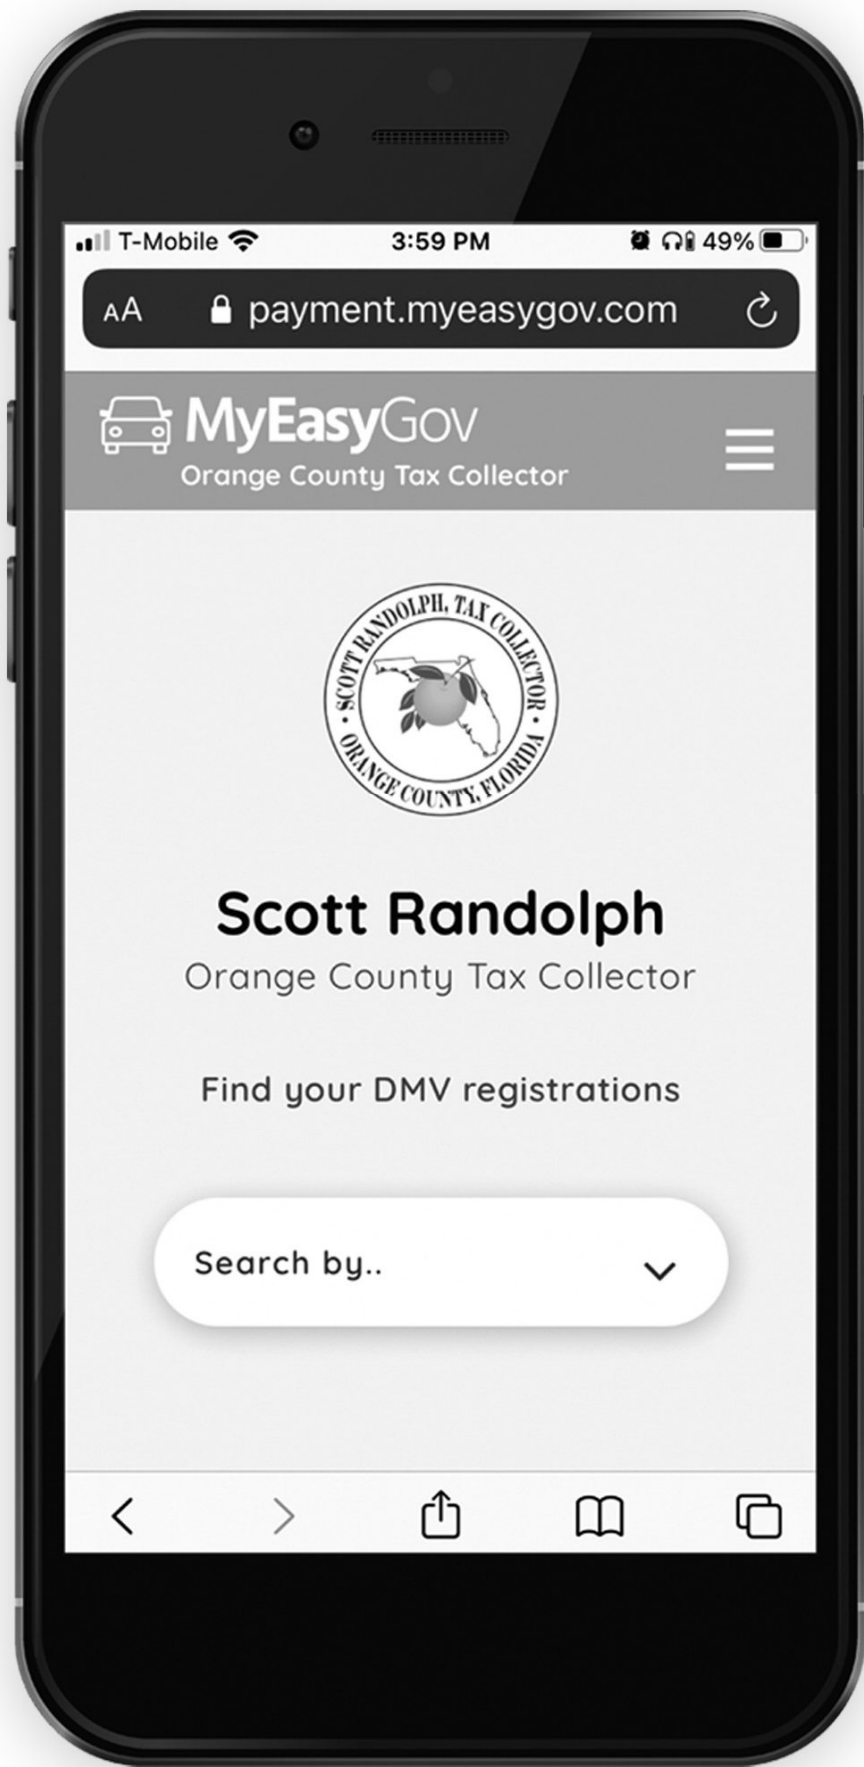 T-Mobile 3:59 PM 49%
AA payment.myeasygov.com
MyEasyGov
Orange County Tax Collector
· SCOTT RANDOLPH, TAX COLLECTOR ·
ORANGE COUNTY, FLORIDA
Scott Randolph
Orange County Tax Collector
Find your DMV registrations
Search by..